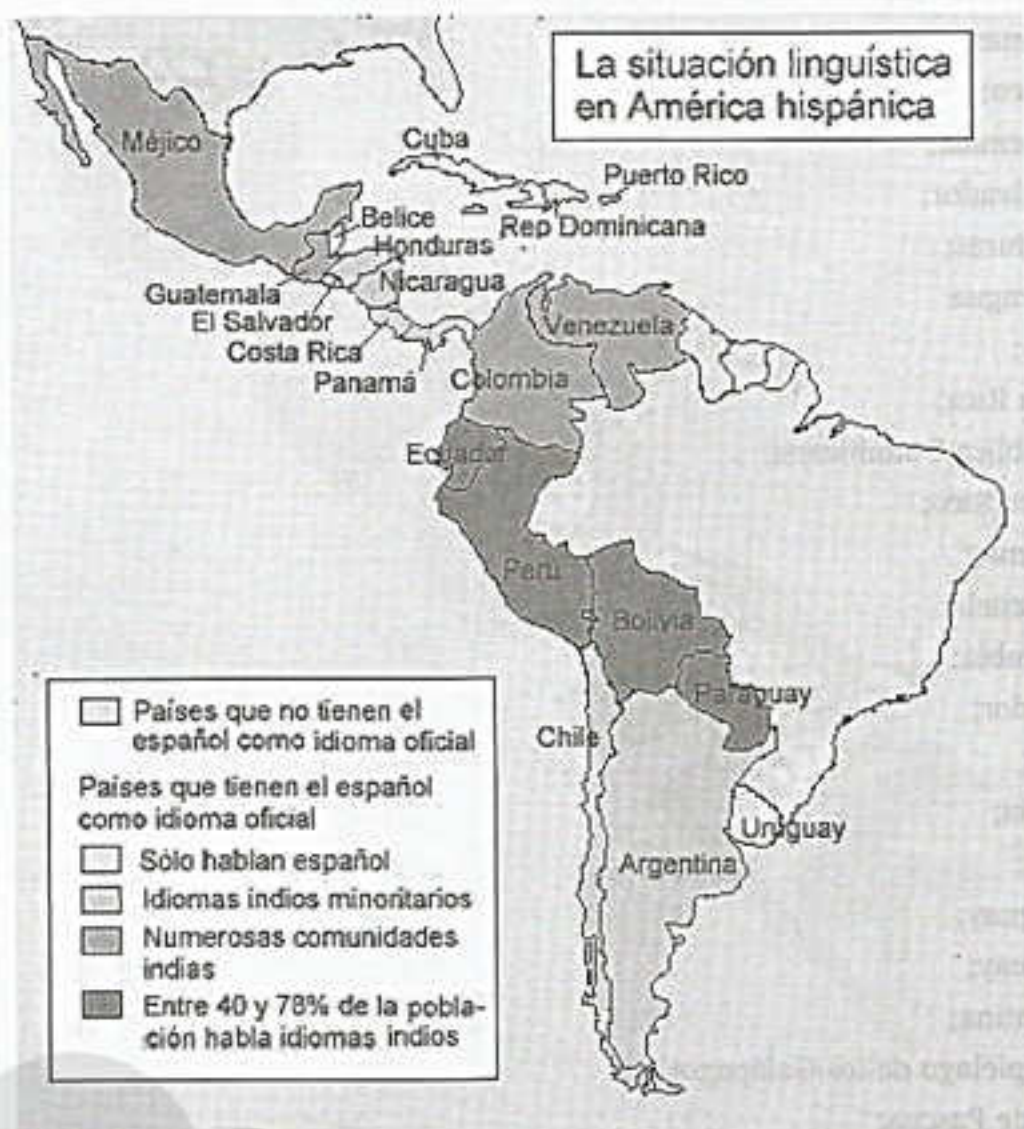 La situación linguística
en América hispánica
Méjico
Cuba
Puerto Rico
Belice
Rep Dominicana
Honduras
Nicaragua
Guatemala
El Salvador
Venezuela
Costa Rica
Panamá
Colombia
Ecuador
Perú
Bolivia
Paraguay
Chile
Uruguay
Argentina
Países que no tienen el
español como idioma oficial
Países que tienen el español
como idioma oficial
Sólo hablan español
Idiomas indios minoritarios
Numerosas comunidades
indias
Entre 40 y 78% de la pobla-
ción habla idiomas indios